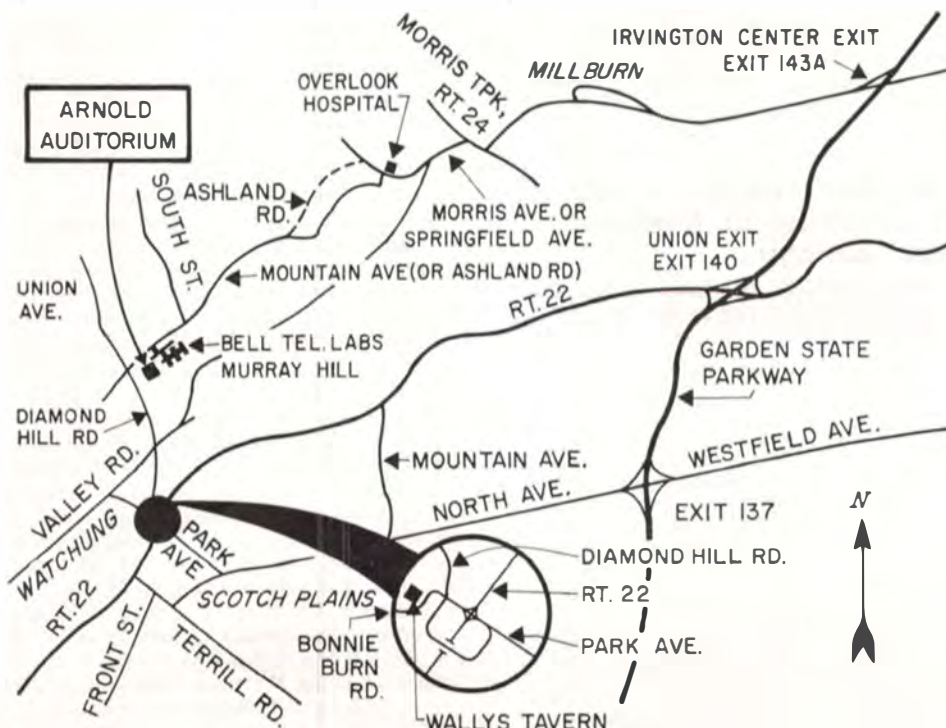 IRVINGTON CENTER EXIT
EXIT 143A
MORRIS TPK,
RT. 24
MILLBURN
OVERLOOK
HOSPITAL
ARNOLD
AUDITORIUM
SOUTH ST.
ASHLAND
RD.
MORRIS AVE. OR
SPRINGFIELD AVE.
UNION EXIT
EXIT 140
MOUNTAIN AVE(OR ASHLAND RD)
UNION
AVE.
RT. 22
BELL TEL. LABS
MURRAY HILL
GARDEN STATE
PARKWAY
DIAMOND
HILL RD
VALLEY RD.
MOUNTAIN AVE.
WESTFIELD AVE.
NORTH AVE.
EXIT 137
N
WATCHUNG
PARK
AVE
DIAMOND HILL RD.
RT. 22
SCOTCH PLAINS
RT. 22
BONNIE
BURN
RD.
PARK AVE.
FRONT ST.
TERRILL RD.
WALLYS TAVERN